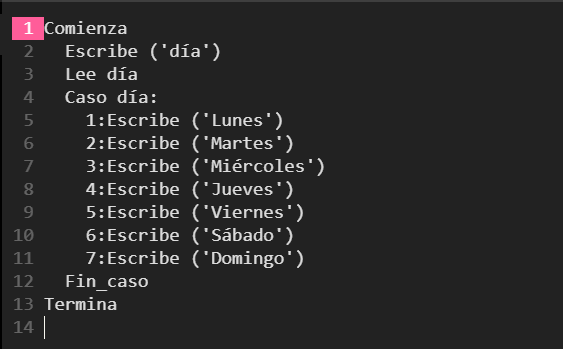 1 Comienza
2   Escribe ('día')
3   Lee día
4   Caso día:
5     1:Escribe ('Lunes')
6     2:Escribe ('Martes')
7     3:Escribe ('Miércoles')
8     4:Escribe ('Jueves')
9     5:Escribe ('Viernes')
10     6:Escribe ('Sábado')
11     7:Escribe ('Domingo')
12   Fin_caso
13 Termina
14